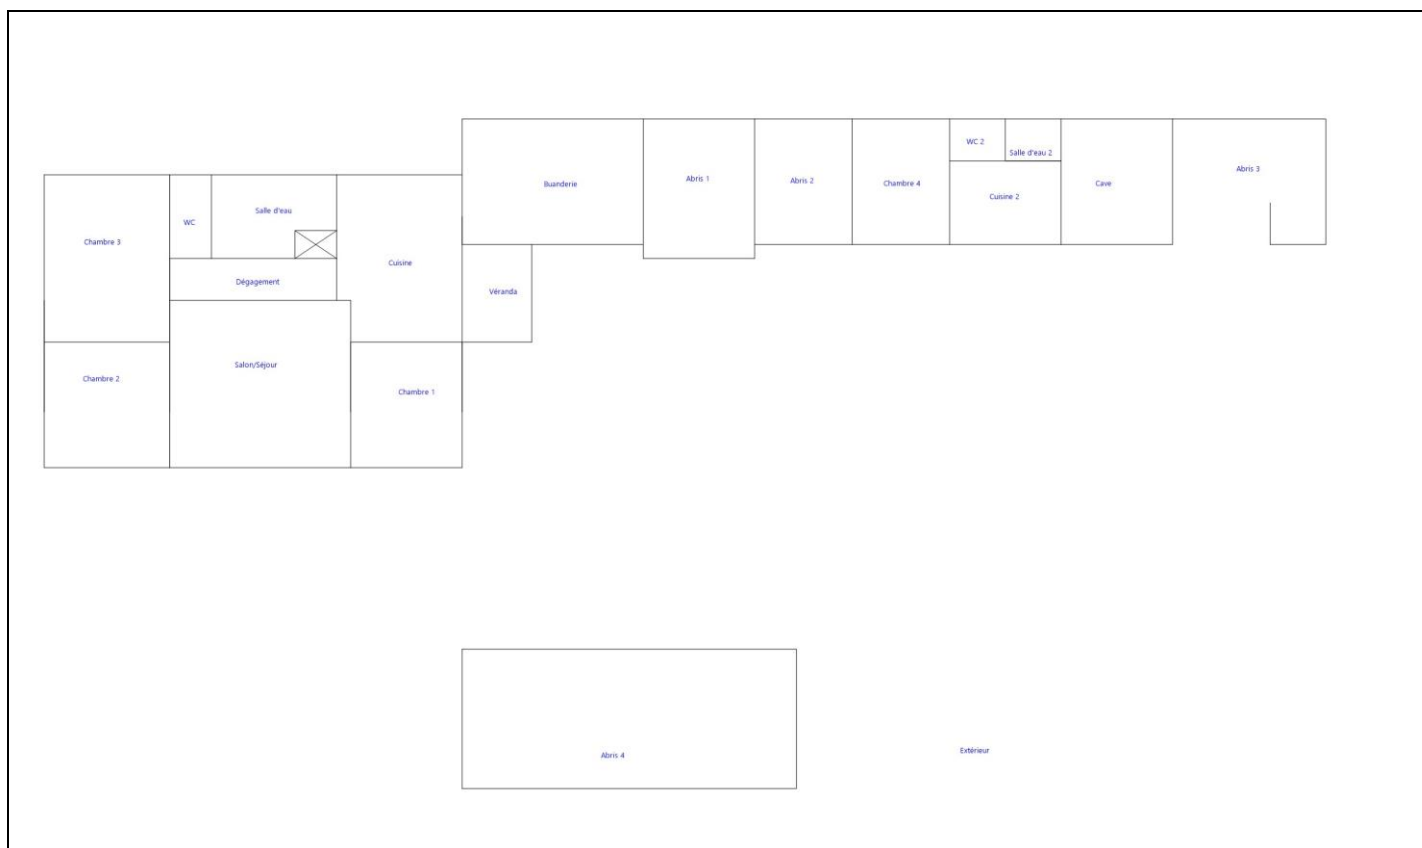 WC 2
Salle d'eau 2
Abris 3
Abris 1
Abris 2
Buanderie
Chambre 4
Cave
Cuisine 2
Salle d'eau
WC
Chambre 3
Cuisine
Dégagement
Véranda
Salon/Séjour
Chambre 2
Chambre 1
Extérieur
Abris 4